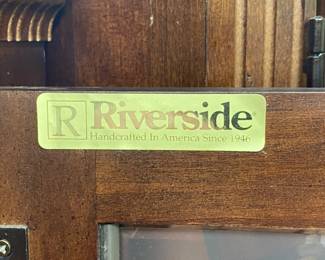 R Riverside
Handcrafted In America Since 1946